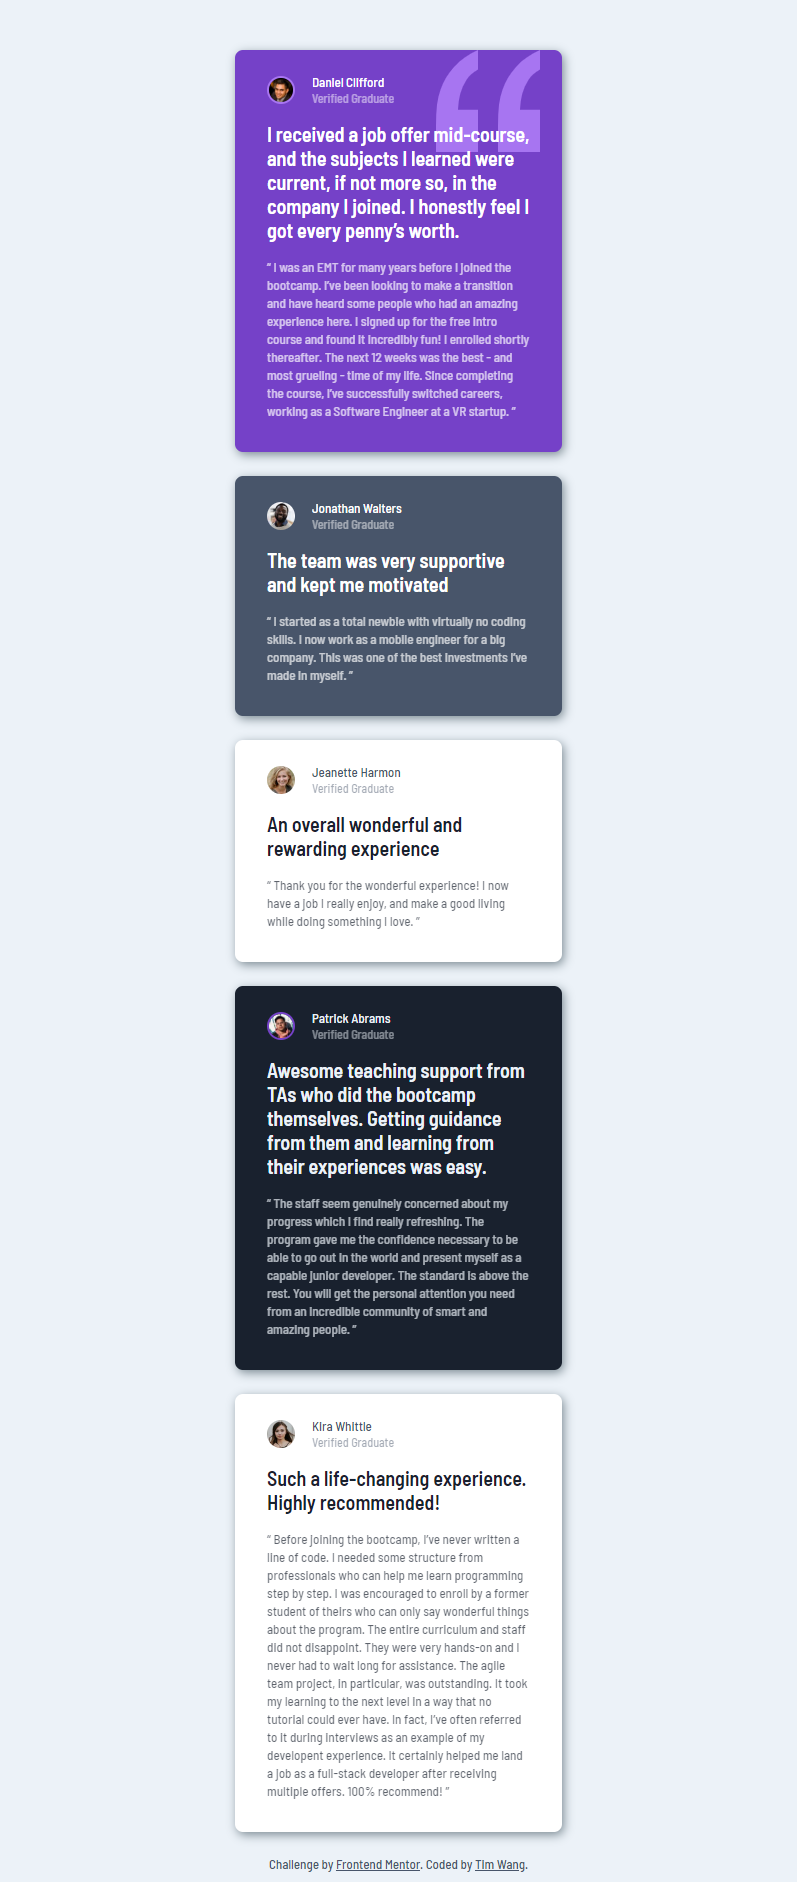 Daniel Clifford
Verified Graduate
I received a job offer mid-course,
and the subjects I learned were
current, if not more so, in the
company I joined. I honestly feel I
got every penny’s worth.
“ I was an EMT for many years before I joined the
bootcamp. I’ve been looking to make a transition
and have heard some people who had an amazing
experience here. I signed up for the free intro
course and found it incredibly fun! I enrolled shortly
thereafter. The next 12 weeks was the best - and
most grueling - time of my life. Since completing
the course, I’ve successfully switched careers,
working as a Software Engineer at a VR startup. ”
Jonathan Walters
Verified Graduate
The team was very supportive
and kept me motivated
“ I started as a total newbie with virtually no coding
skills. I now work as a mobile engineer for a big
company. This was one of the best investments I’ve
made in myself. ”
Jeanette Harmon
Verified Graduate
An overall wonderful and
rewarding experience
“ Thank you for the wonderful experience! I now
have a job I really enjoy, and make a good living
while doing something I love. ”
Patrick Abrams
Verified Graduate
Awesome teaching support from
TAs who did the bootcamp
themselves. Getting guidance
from them and learning from
their experiences was easy.
“ The staff seem genuinely concerned about my
progress which I find really refreshing. The
program gave me the confidence necessary to be
able to go out in the world and present myself as a
capable junior developer. The standard is above the
rest. You will get the personal attention you need
from an incredible community of smart and
amazing people. ”
Kira Whittle
Verified Graduate
Such a life-changing experience.
Highly recommended!
“ Before joining the bootcamp, I’ve never written a
line of code. I needed some structure from
professionals who can help me learn programming
step by step. I was encouraged to enroll by a former
student of theirs who can only say wonderful things
about the program. The entire curriculum and staff
did not disappoint. They were very hands-on and I
never had to wait long for assistance. The agile
team project, in particular, was outstanding. It took
my learning to the next level in a way that no
tutorial could ever have. In fact, I’ve often referred
to it during interviews as an example of my
developent experience. It certainly helped me land
a job as a full-stack developer after receiving
multiple offers. 100% recommend! ”
Challenge by Frontend Mentor. Coded by Tim Wang.